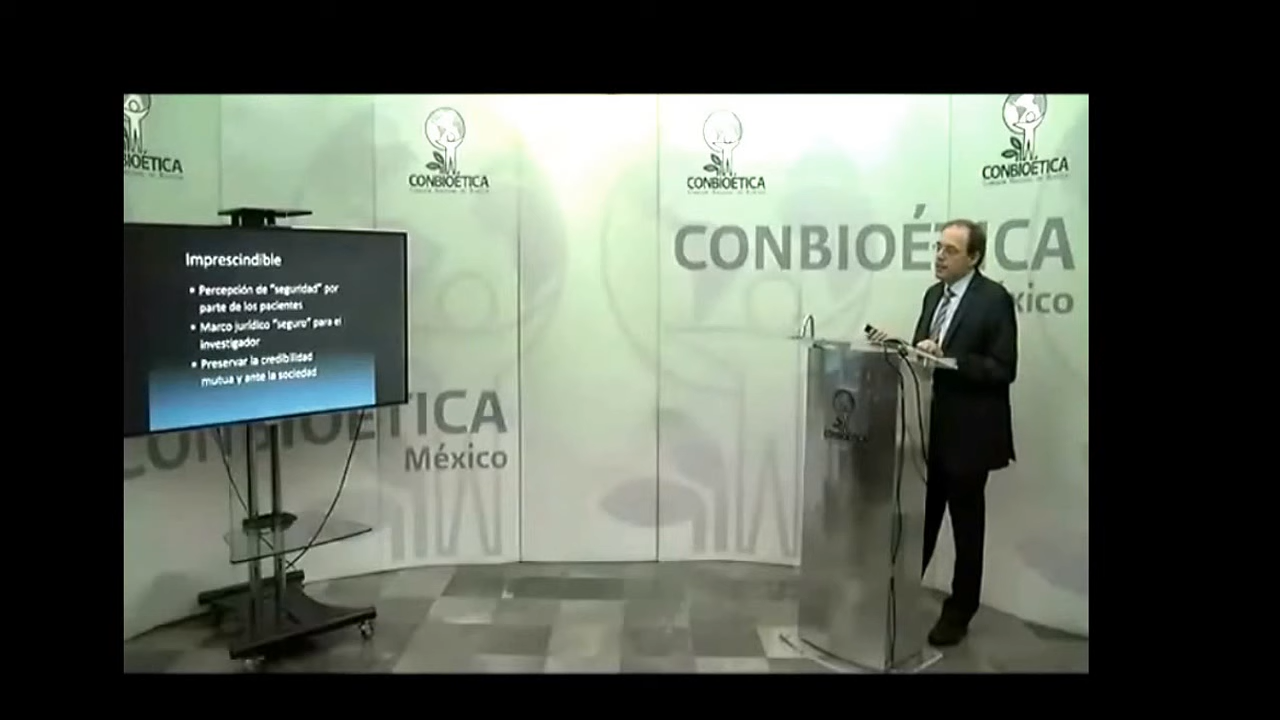 BIOÉTICA
CONBIOÉTICA
CONBIOÉTICA
CONBIOÉTICA
CONBIOÉTICA
México
Imprescindible
• Percepción de "seguridad" por
parte de los pacientes
• Marco jurídico "seguro" para el
investigador
• Preservar la credibilidad
mutua y ante la sociedad
CONBIOÉTICA
México
CONBIOÉTICA